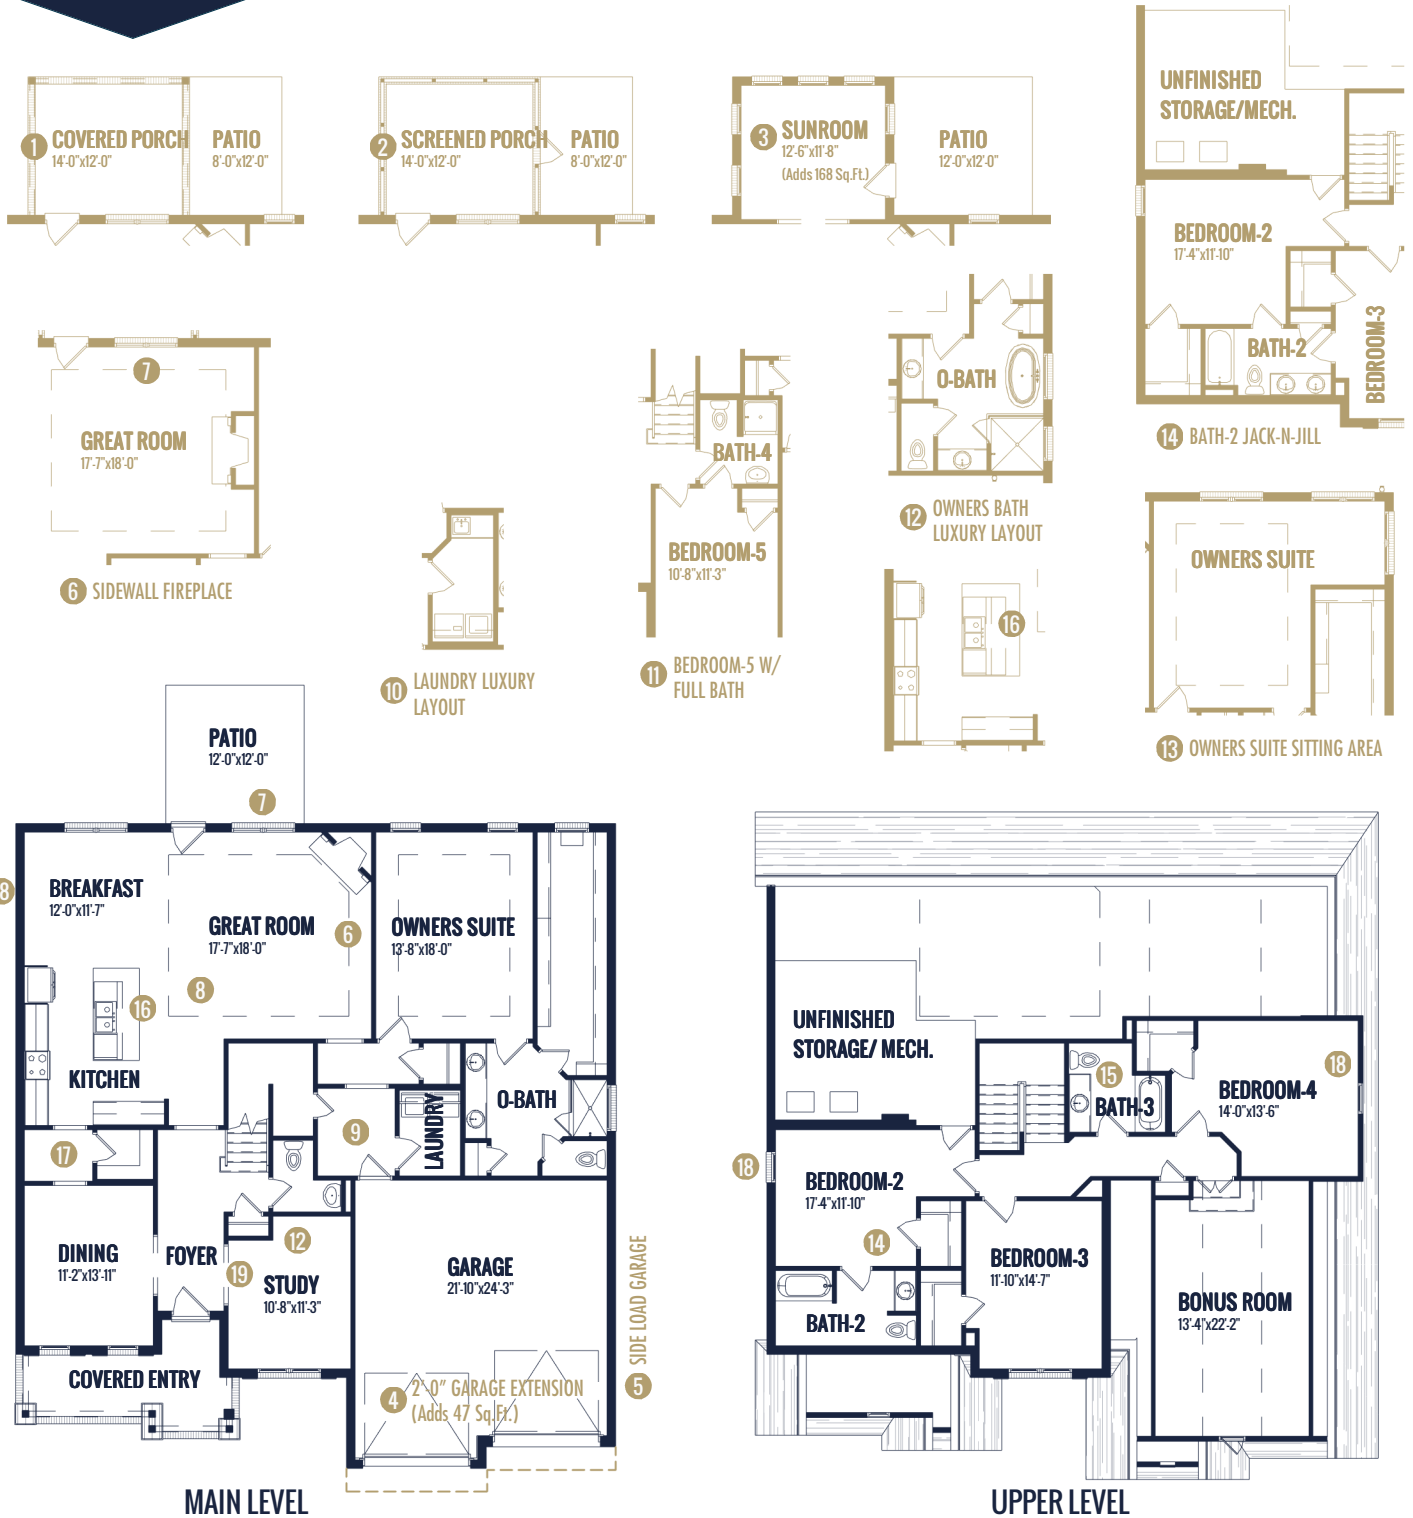 1 COVERED PORCH
14'-0"x12'-0"
PATIO
8'-0"x12'-0"
2 SCREENED PORCH
14'-0"x12'-0"
PATIO
8'-0"x12'-0"
3 SUNROOM
12'-6"x11'-8"
(Adds 168 Sq.Ft.)
PATIO
12'-0"x12'-0"
UNFINISHED
STORAGE/MECH.
BEDROOM-2
17'-4"x11'-10"
BATH-2
BEDROOM-3
14 BATH-2 JACK-N-JILL
7
GREAT ROOM
17'-7"x18'-0"
6 SIDEWALL FIREPLACE
10 LAUNDRY LUXURY
LAYOUT
BATH-4
BEDROOM-5
10'-8"x11'-3"
11 BEDROOM-5 W/
FULL BATH
O-BATH
12 OWNERS BATH
LUXURY LAYOUT
16
OWNERS SUITE
13 OWNERS SUITE SITTING AREA
PATIO
12'-0"x12'-0"
7
8
BREAKFAST
12'-0"x11'-7"
GREAT ROOM
17'-7"x18'-0"
6
OWNERS SUITE
13'-8"x18'-0"
8
16
KITCHEN
O-BATH
LAUNDRY
9
17
DINING
11'-2"x13'-11"
FOYER
19
12
STUDY
10'-8"x11'-3"
GARAGE
21'-10"x24'-3"
5 SIDE LOAD GARAGE
COVERED ENTRY
4 2'-0" GARAGE EXTENSION
(Adds 47 Sq.Ft.)
MAIN LEVEL
UNFINISHED
STORAGE/ MECH.
15
BATH-3
18
BEDROOM-4
14'-0"x13'-6"
18
BEDROOM-2
17'-4"x11'-10"
14
BEDROOM-3
11'-10"x14'-7"
BATH-2
BONUS ROOM
13'-4"x22'-2"
UPPER LEVEL